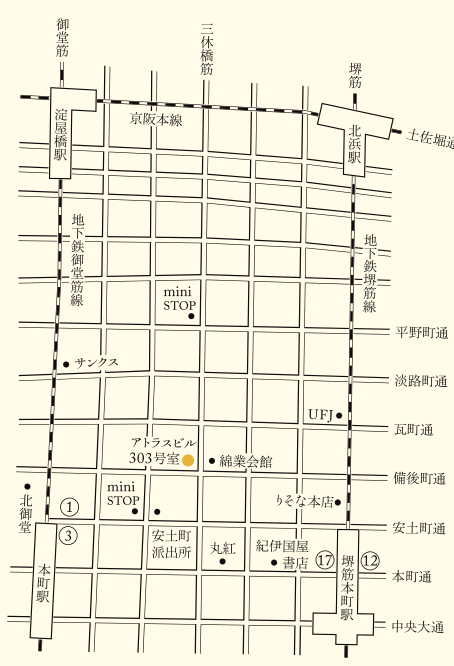 御堂筋
三休橋筋
堺筋
淀屋橋駅
京阪本線
北浜駅
土佐堀通
地下鉄御堂筋線
地下鉄堺筋線
mini
STOP
平野町通
サンクス
淡路町通
UFJ
瓦町通
アトラスビル
303号室
綿業会館
備後町通
北御堂
①
mini
STOP
りそな本店
安土町通
③
安土町
派出所
丸紅
紀伊国屋
書店
⑰
⑫
本町駅
堺筋本町駅
本町通
中央大通